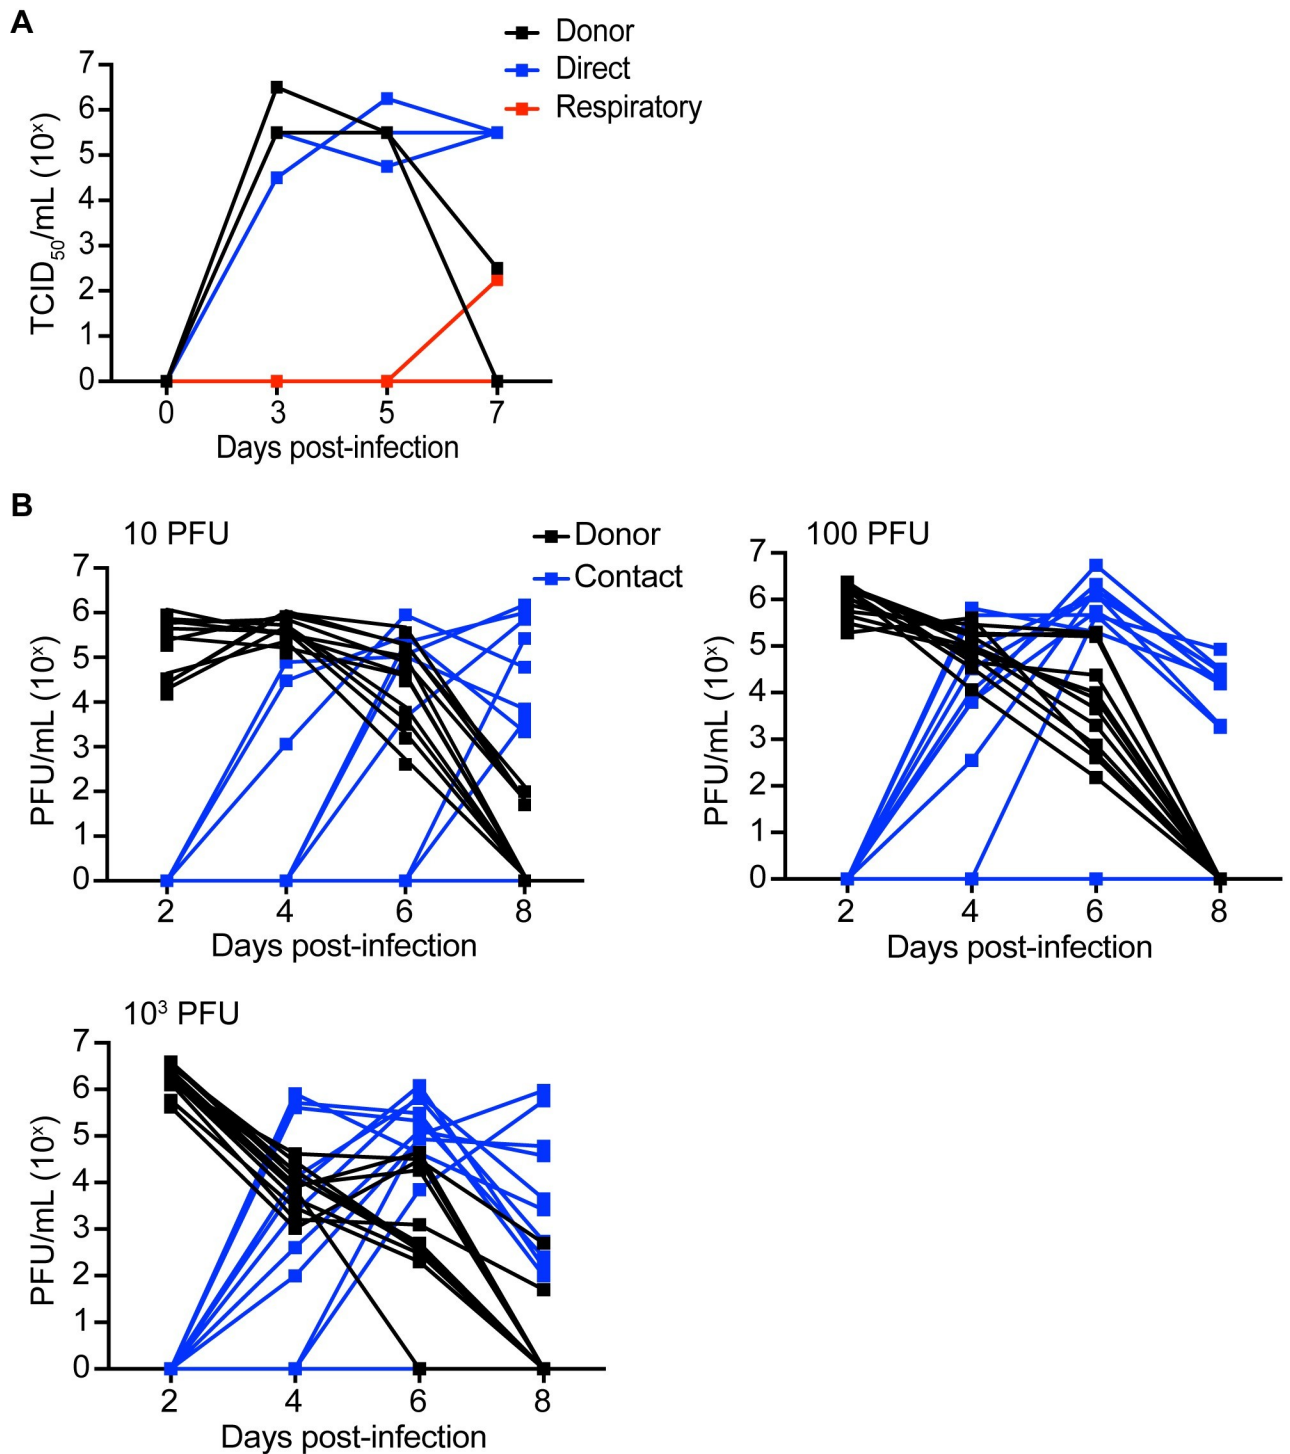 A
Donor
Direct
Respiratory
TCID50/mL (10ˣ)
7
6
5
4
3
2
1
0
0 3 5 7
Days post-infection
B
10 PFU
Donor
Contact
PFU/mL (10ˣ)
7
6
5
4
3
2
1
0
2 4 6 8
Days post-infection
100 PFU
PFU/mL (10ˣ)
7
6
5
4
3
2
1
0
2 4 6 8
Days post-infection
10³ PFU
PFU/mL (10ˣ)
7
6
5
4
3
2
1
0
2 4 6 8
Days post-infection